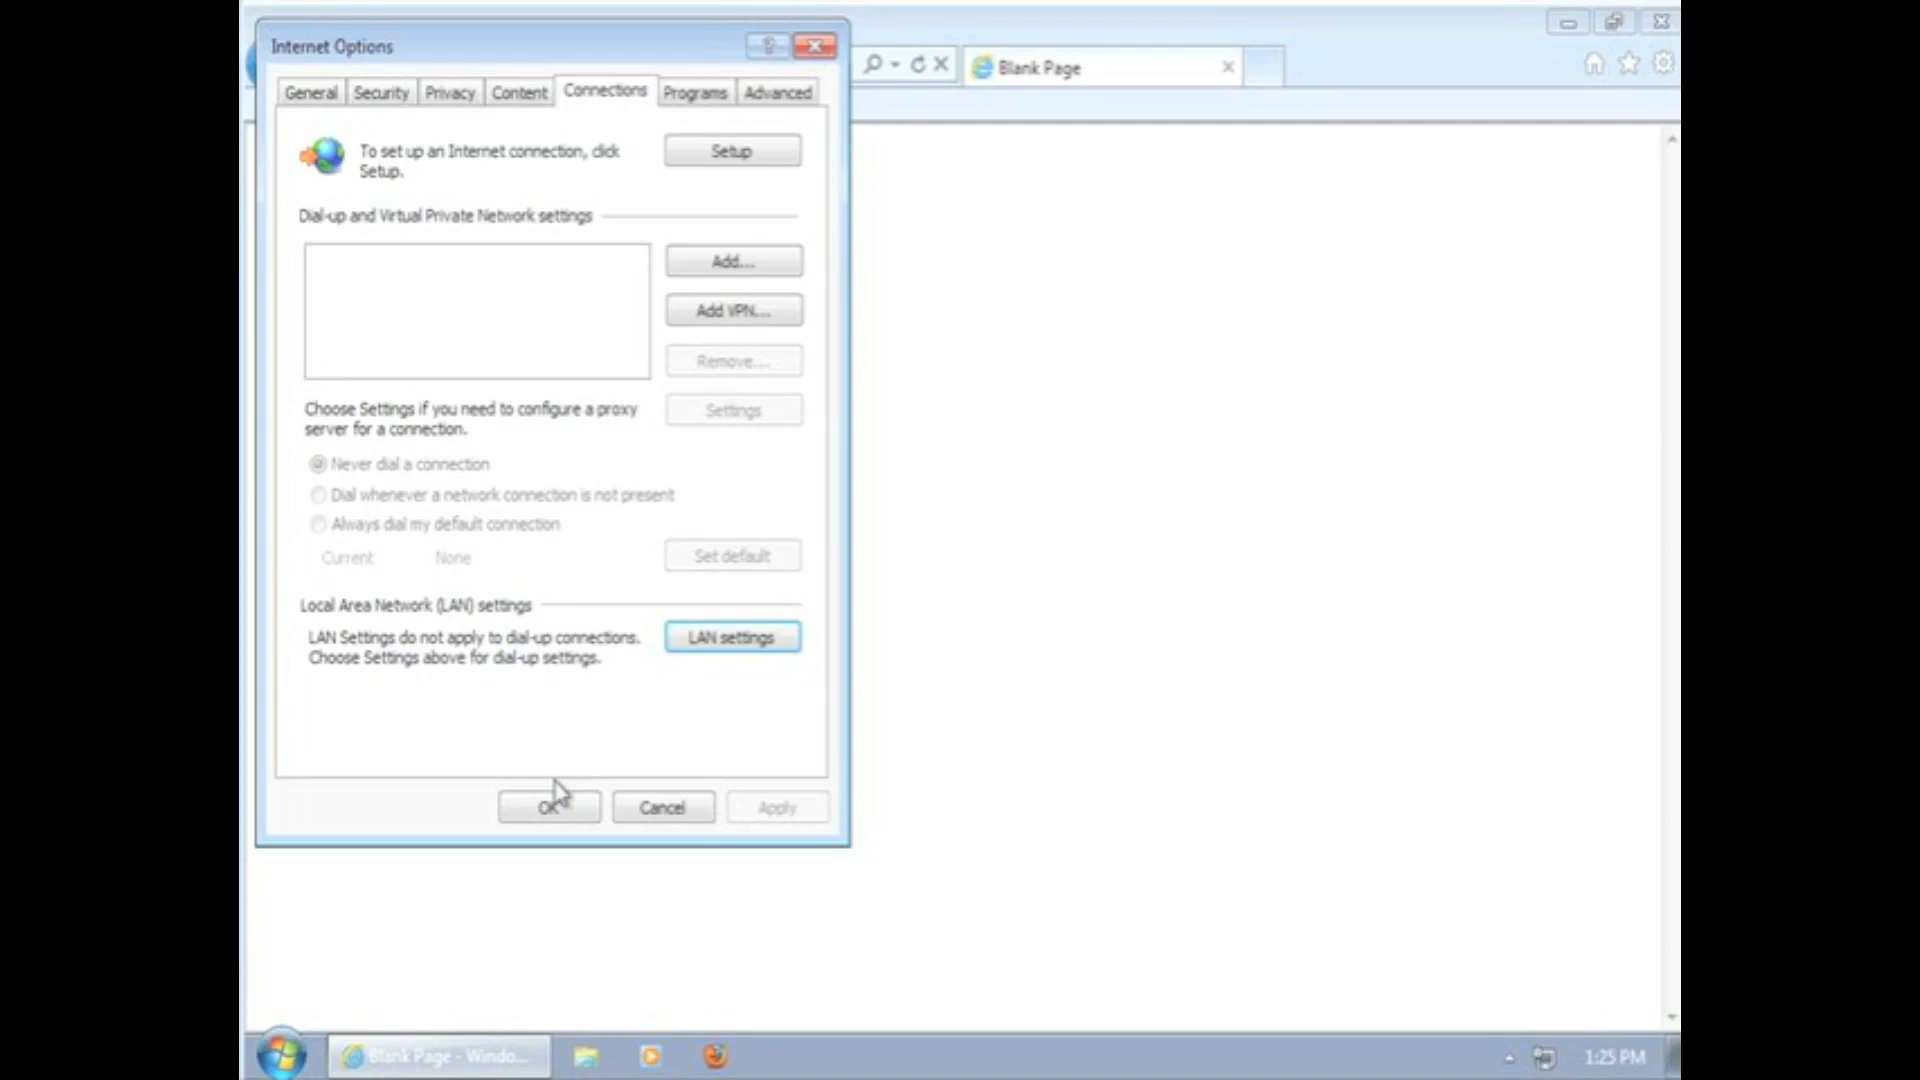 Internet Options
Blank Page
General Security Privacy Content Connections Programs Advanced
To set up an Internet connection, click
Setup.
Setup
Dial-up and Virtual Private Network settings
Add...
Add VPN...
Remove...
Choose Settings if you need to configure a proxy
server for a connection.
Settings
Never dial a connection
Dial whenever a network connection is not present
Always dial my default connection
Current None
Set default
Local Area Network (LAN) settings
LAN Settings do not apply to dial-up connections.
Choose Settings above for dial-up settings.
LAN settings
OK Cancel Apply
Blank Page - Windo...
1:25 PM